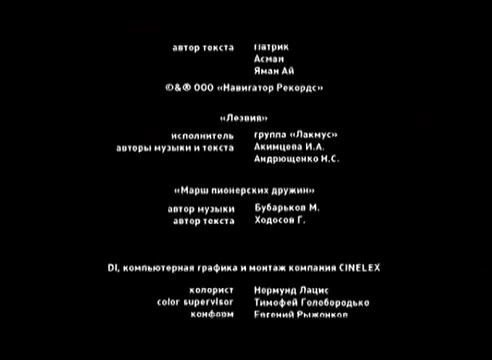 автор текста Патрик
Асман
Яман Ай
©&® ООО «Навигатор Рекордс»
«Лезвия»
исполнитель группа «Лакмус»
авторы музыки и текста Акимцева И.А.
Андрющенко Н.С.
«Марш пионерских дружин»
автор музыки Бубарьков М.
автор текста Ходосов Г.
DI, компьютерная графика и монтаж компания CINELEX
колорист Нормунд Лацис
color supervisor Тимофей Голобородько
конформ Евгений Рыжонков